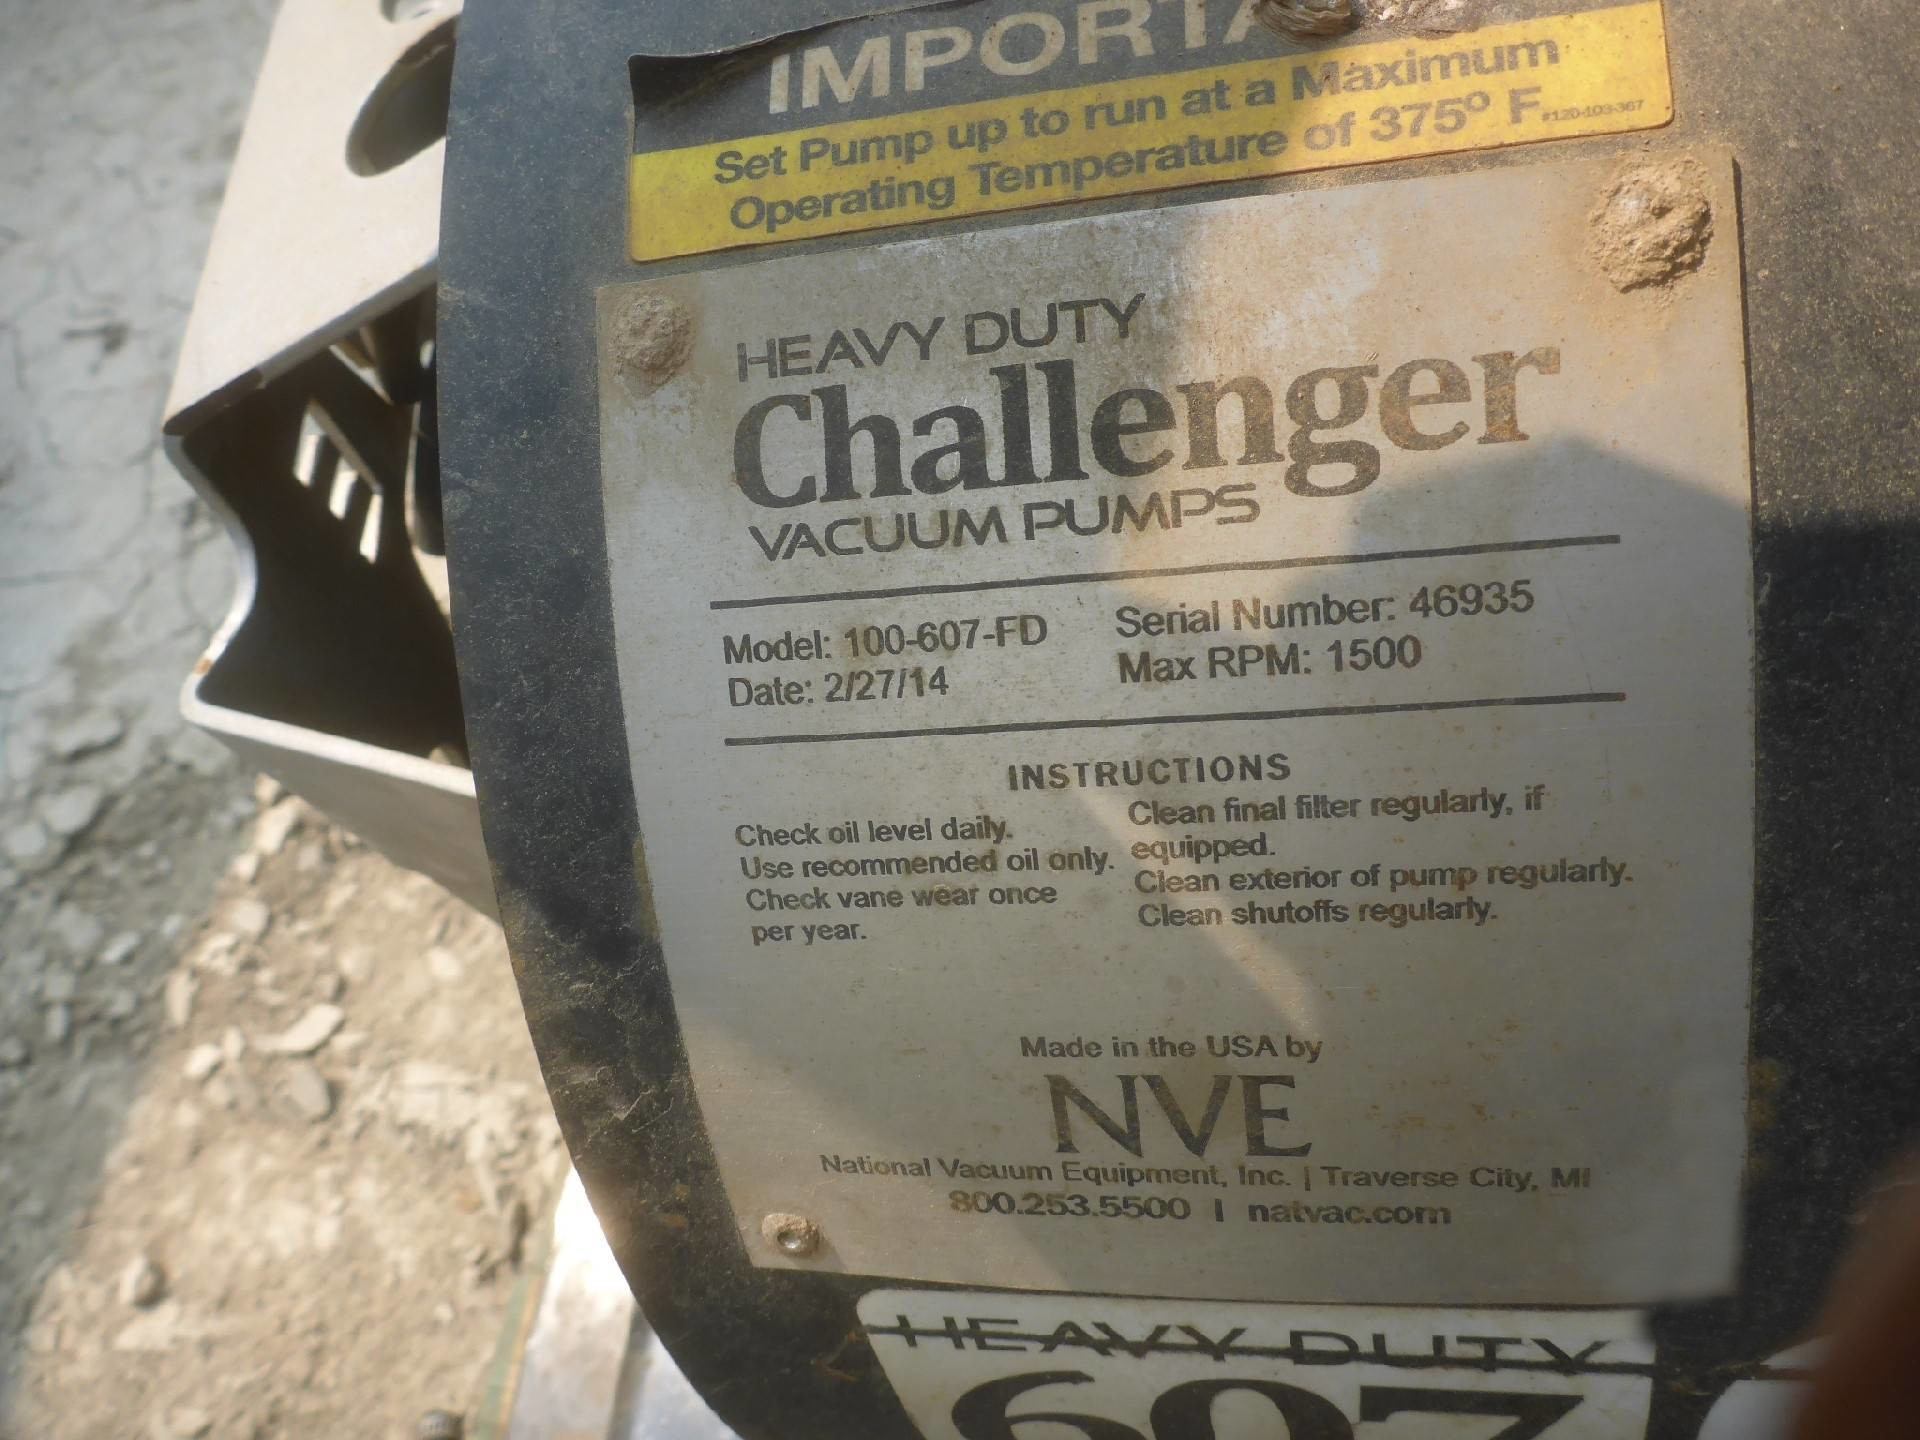 IMPORTA
Set Pump up to run at a Maximum
Operating Temperature of 375° F
#120-103-367
HEAVY DUTY
Challenger
VACUUM PUMPS
Model: 100-607-FD
Date: 2/27/14
Serial Number: 46935
Max RPM: 1500
INSTRUCTIONS
Check oil level daily.
Use recommended oil only.
Check vane wear once
per year.
Clean final filter regularly, if
equipped.
Clean exterior of pump regularly.
Clean shutoffs regularly.
Made in the USA by
NVE
National Vacuum Equipment, Inc. | Traverse City, MI
800.253.5500 | natvac.com
HEAVY DUTY
607